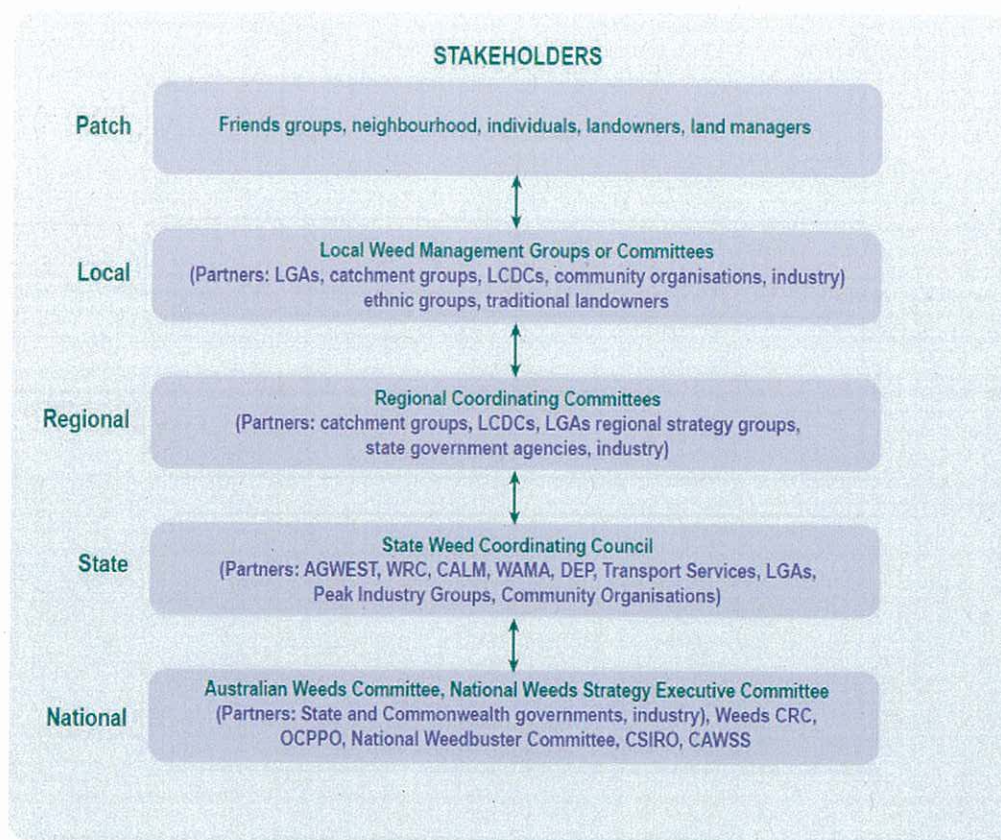 STAKEHOLDERS
Patch
Friends groups, neighbourhood, individuals, landowners, land managers
Local
Local Weed Management Groups or Committees
(Partners: LGAs, catchment groups, LCDCs, community organisations, industry)
ethnic groups, traditional landowners
Regional
Regional Coordinating Committees
(Partners: catchment groups, LCDCs, LGAs regional strategy groups,
state government agencies, industry)
State
State Weed Coordinating Council
(Partners: AGWEST, WRC, CALM, WAMA, DEP, Transport Services, LGAs,
Peak Industry Groups, Community Organisations)
National
Australian Weeds Committee, National Weeds Strategy Executive Committee
(Partners: State and Commonwealth governments, industry), Weeds CRC,
OCPPO, National Weedbuster Committee, CSIRO, CAWSS